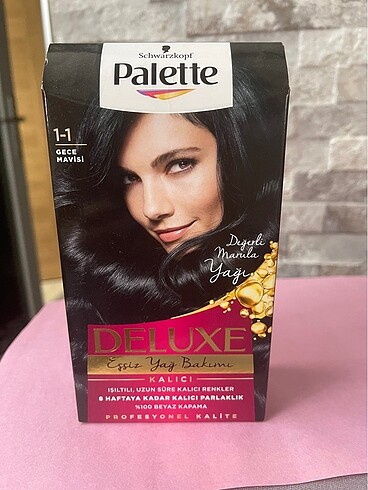 Schwarzkopf
Palette
1-1
GECE
MAVİSİ
Değerli
Marula
Yağı
DELUXE
Eşsiz Yağ Bakımı
KALICI
IŞILTILI, UZUN SÜRE KALICI RENKLER
8 HAFTAYA KADAR KALICI PARLAKLIK
%100 BEYAZ KAPAMA
PROFESYONEL KALİTE